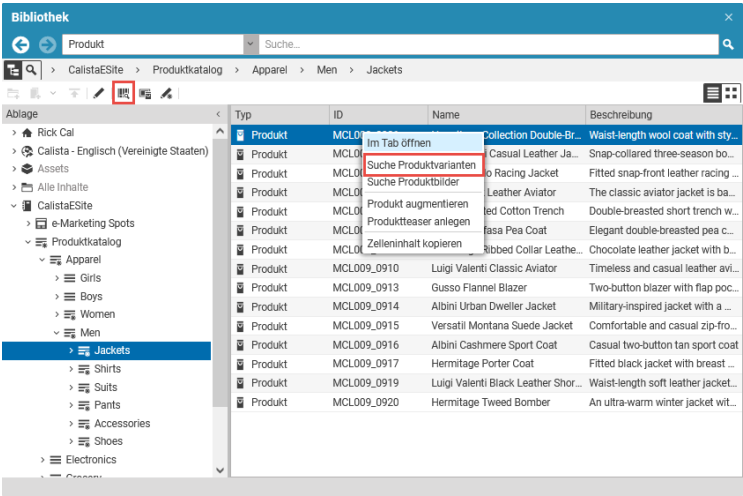 Bibliothek
Produkt
Suche...
> CalistaESite > Produktkatalog > Apparel > Men > Jackets
Ablage
Rick Cal
Calista - Englisch (Vereinigte Staaten)
Assets
Alle Inhalte
CalistaESite
e-Marketing Spots
Produktkatalog
Apparel
Girls
Boys
Women
Men
Jackets
Shirts
Suits
Pants
Accessories
Shoes
Electronics
Typ ID Name Beschreibung
Produkt Collection Double-Br... Waist-length wool coat with sty...
Produkt Casual Leather Ja... Snap-collared three-season bo...
Produkt Racing Jacket Fitted snap-front leather racing ...
Produkt Leather Aviator The classic aviator jacket is ba...
Produkt Cotton Trench Double-breasted short trench w...
Produkt Pea Coat Elegant double-breasted pea c...
Produkt Ribbed Collar Leathe... Chocolate leather jacket with b...
Produkt MCL009_0910 Luigi Valenti Classic Aviator Timeless and casual leather avi...
Produkt MCL009_0913 Gusso Flannel Blazer Two-button blazer with flap poc...
Produkt MCL009_0914 Albini Urban Dweller Jacket Military-inspired jacket with a ...
Produkt MCL009_0915 Versatil Montana Suede Jacket Comfortable and casual zip-fro...
Produkt MCL009_0916 Albini Cashmere Sport Coat Casual two-button tan sport coat
Produkt MCL009_0917 Hermitage Porter Coat Fitted black jacket with breast ...
Produkt MCL009_0919 Luigi Valenti Black Leather Shor... Waist-length soft leather jacket...
Produkt MCL009_0920 Hermitage Tweed Bomber An ultra-warm winter jacket wit...
Im Tab öffnen
Suche Produktvarianten
Suche Produktbilder
Produkt augmentieren
Produktteaser anlegen
Zelleninhalt kopieren